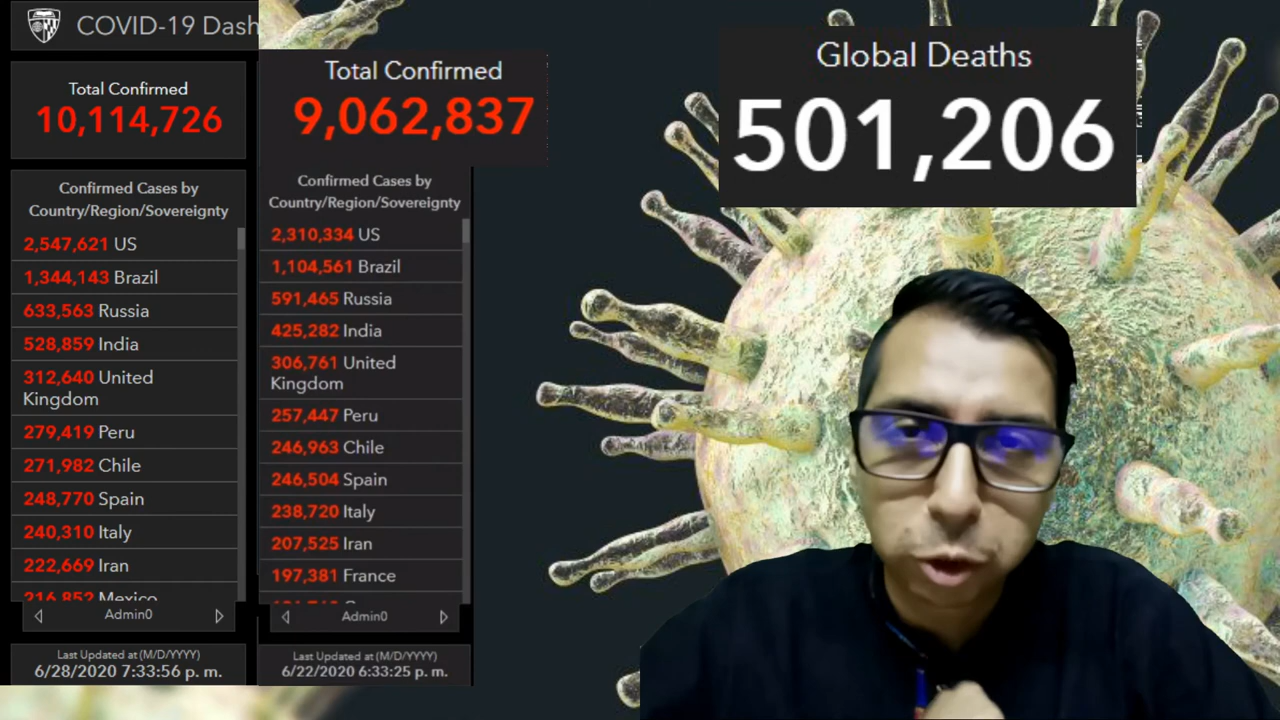 COVID-19 Dash
Total Confirmed
10,114,726
Confirmed Cases by
Country/Region/Sovereignty
2,547,621 US
1,344,143 Brazil
633,563 Russia
528,859 India
312,640 United
Kingdom
279,419 Peru
271,982 Chile
248,770 Spain
240,310 Italy
222,669 Iran
216,852 Mexico
Admin0
Last Updated at (M/D/YYYY)
6/28/2020 7:33:56 p. m.
Total Confirmed
9,062,837
Confirmed Cases by
Country/Region/Sovereignty
2,310,334 US
1,104,561 Brazil
591,465 Russia
425,282 India
306,761 United
Kingdom
257,447 Peru
246,963 Chile
246,504 Spain
238,720 Italy
207,525 Iran
197,381 France
Admin0
Last Updated at (M/D/YYYY)
6/22/2020 6:33:25 p. m.
Global Deaths
501,206